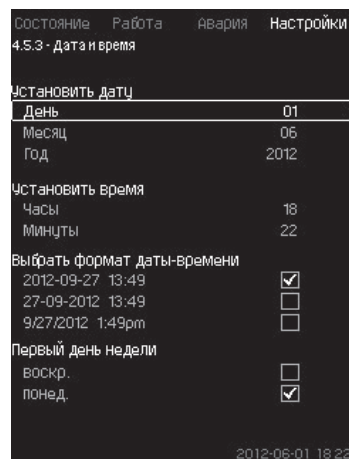 Состояние Работа Авария Настройки
4.5.3 - Дата и время
Установить дату
День 01
Месяц 06
Год 2012
Установить время
Часы 18
Минуты 22
Выбрать формат даты-времени
2012-09-27 13:49
27-09-2012 13:49
9/27/2012 1:49pm
Первый день недели
воскр.
понед.
2012-06-01 18:22